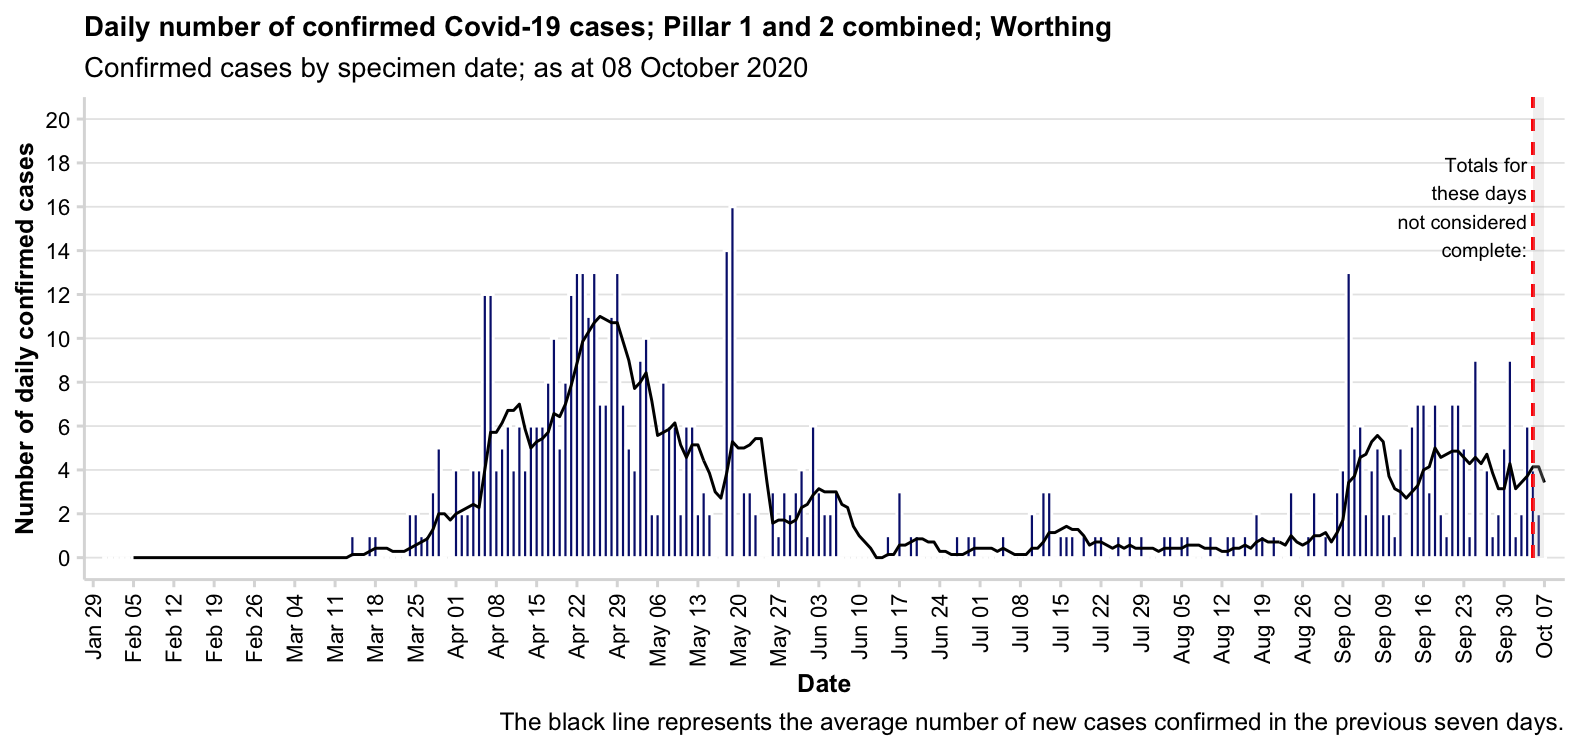 Daily number of confirmed Covid-19 cases; Pillar 1 and 2 combined; Worthing
Confirmed cases by specimen date; as at 08 October 2020
Number of daily confirmed cases
20
18
16
14
12
10
8
6
4
2
0
Totals for
these days
not considered
complete:
Jan 29
Feb 05
Feb 12
Feb 19
Feb 26
Mar 04
Mar 11
Mar 18
Mar 25
Apr 01
Apr 08
Apr 15
Apr 22
Apr 29
May 06
May 13
May 20
May 27
Jun 03
Jun 10
Jun 17
Jun 24
Jul 01
Jul 08
Jul 15
Jul 22
Jul 29
Aug 05
Aug 12
Aug 19
Aug 26
Sep 02
Sep 09
Sep 16
Sep 23
Sep 30
Oct 07
Date
The black line represents the average number of new cases confirmed in the previous seven days.